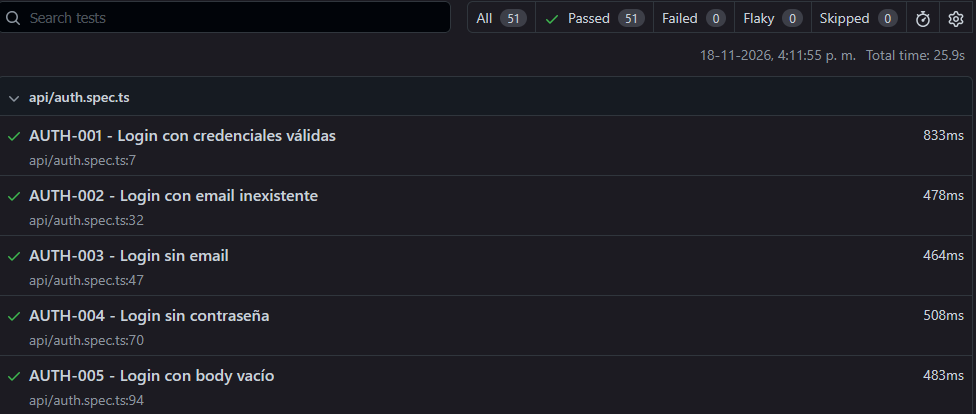 Search tests
All 51 Passed 51 Failed 0 Flaky 0 Skipped 0
18-11-2026, 4:11:55 p. m. Total time: 25.9s
api/auth.spec.ts
AUTH-001 - Login con credenciales válidas 833ms
api/auth.spec.ts:7
AUTH-002 - Login con email inexistente 478ms
api/auth.spec.ts:32
AUTH-003 - Login sin email 464ms
api/auth.spec.ts:47
AUTH-004 - Login sin contraseña 508ms
api/auth.spec.ts:70
AUTH-005 - Login con body vacío 483ms
api/auth.spec.ts:94